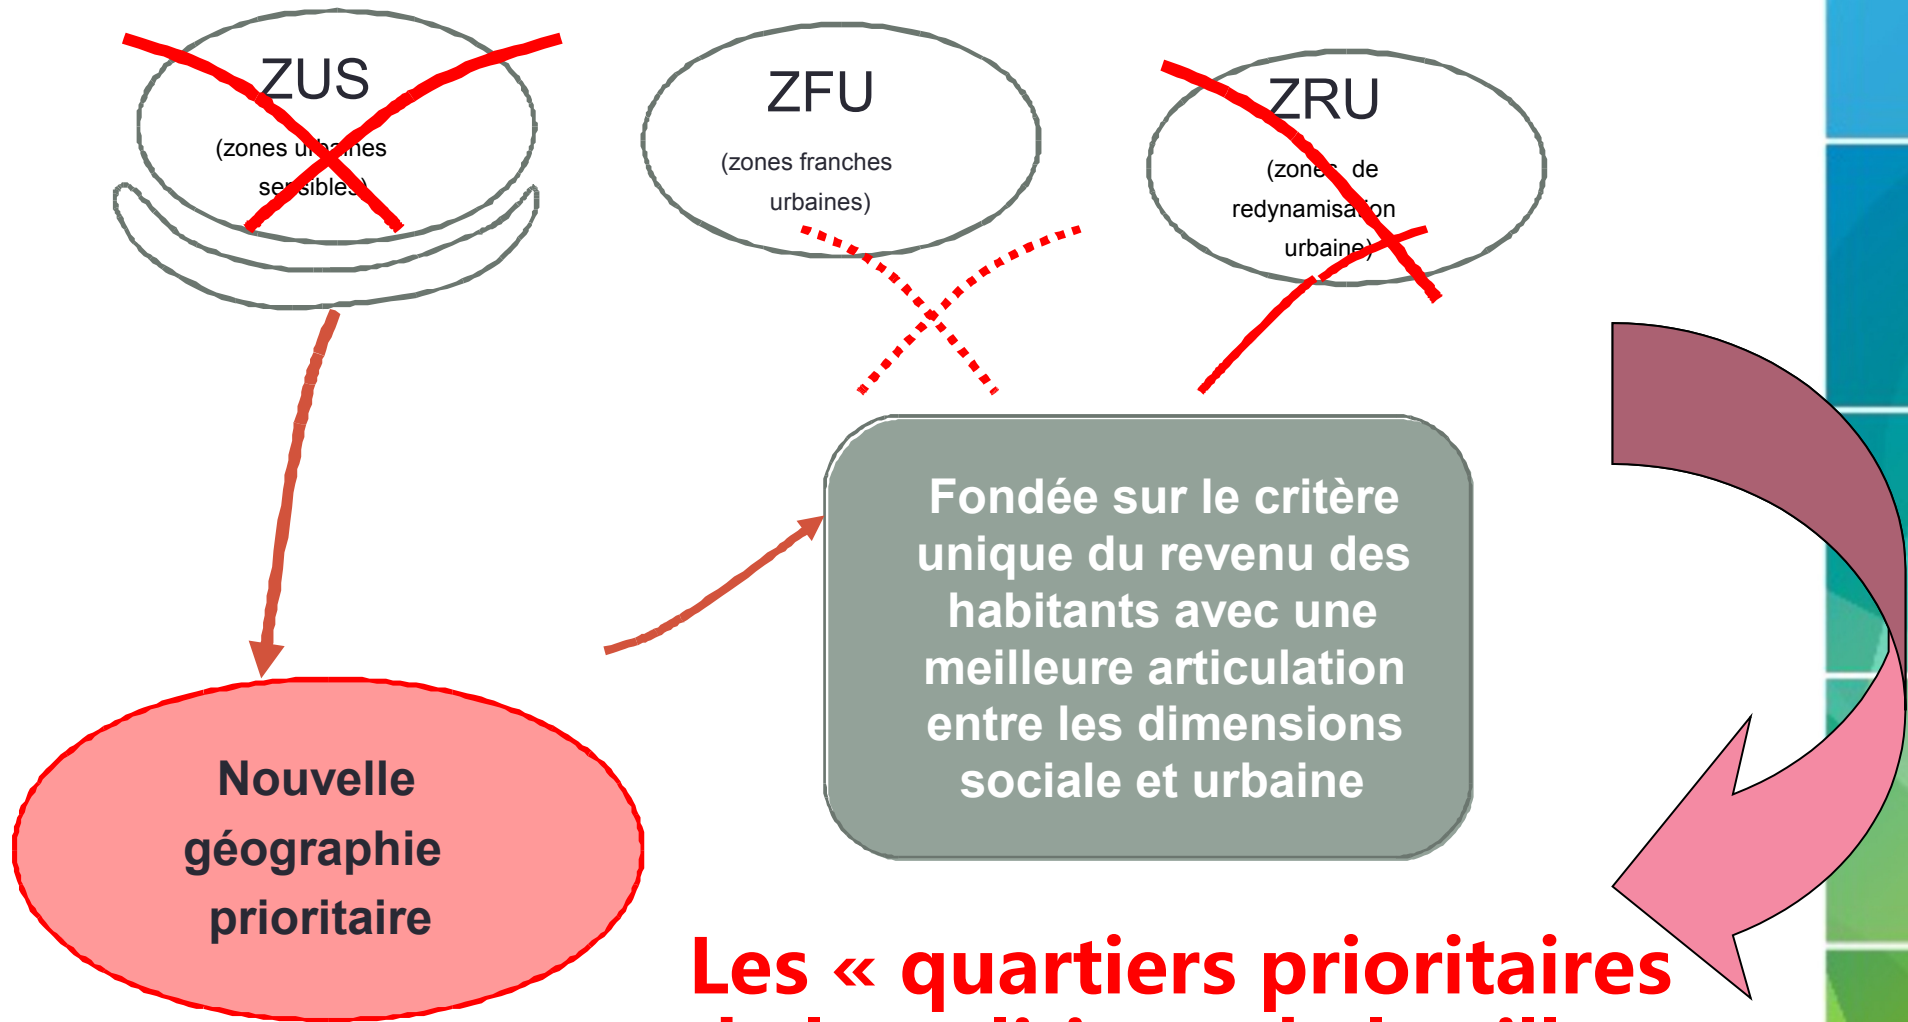 ZUS
(zones urbaines
sensibles)
ZFU
(zones franches
urbaines)
ZRU
(zones de
redynamisation
urbaine)
Fondée sur le critère
unique du revenu des
habitants avec une
meilleure articulation
entre les dimensions
sociale et urbaine
Nouvelle
géographie
prioritaire
Les « quartiers prioritaires